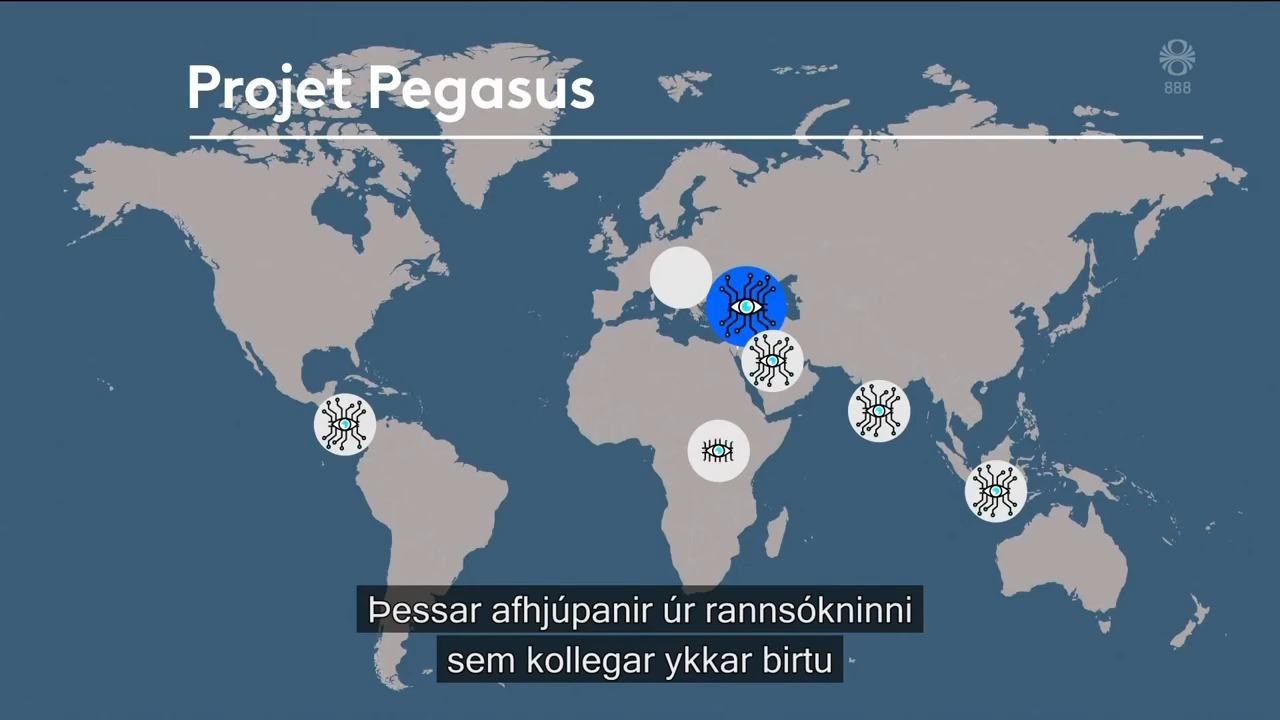 Projet Pegasus
888
Þessar afhjúpanir úr rannsókninni
sem kollegar ykkar birtu